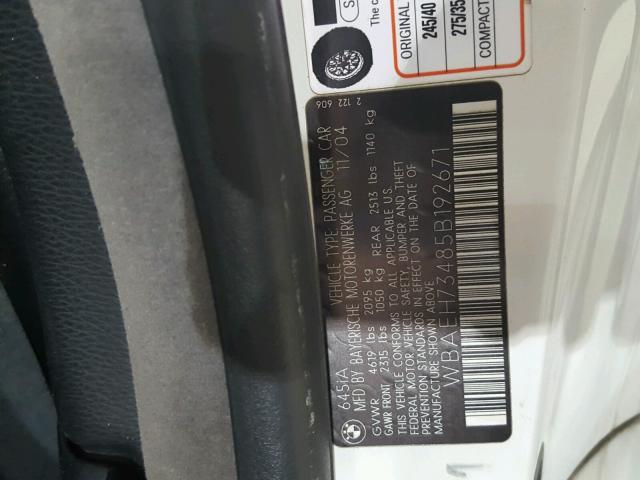 S
The c
ORIGINAL
245/40
275/35
COMPACT
2 122 606
645iA VEHICLE TYPE: PASSENGER CAR
MFD BY BAYERISCHE MOTORENWERKE AG 11/04
GVWR 4619 lbs 2095 kg
GAWR FRONT 2315 lbs 1050 kg REAR 2513 lbs 1140 kg
THIS VEHICLE CONFORMS TO ALL APPLICABLE U.S.
FEDERAL MOTOR VEHICLE SAFETY, BUMPER AND THEFT
PREVENTION STANDARDS IN EFFECT ON THE DATE OF
MANUFACTURE SHOWN ABOVE:
WBAEH73485B192671